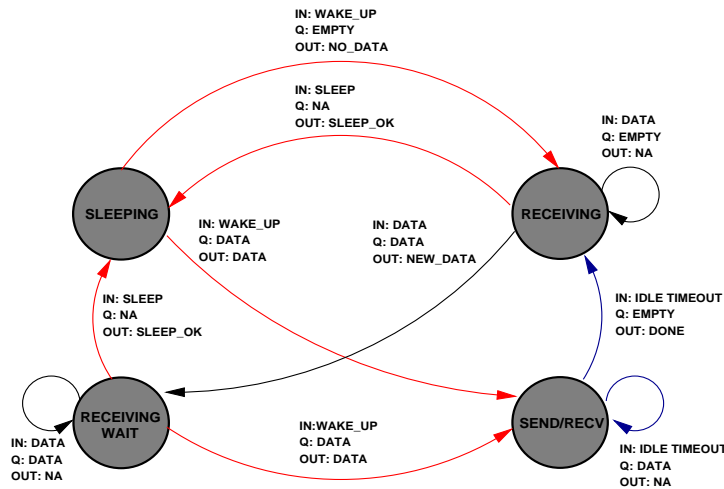 IN: WAKE_UP
Q: EMPTY
OUT: NO_DATA
IN: SLEEP
Q: NA
OUT: SLEEP_OK
IN: DATA
Q: EMPTY
OUT: NA
SLEEPING
RECEIVING
IN: WAKE_UP
Q: DATA
OUT: DATA
IN: DATA
Q: DATA
OUT: NEW_DATA
IN: SLEEP
Q: NA
OUT: SLEEP_OK
IN: IDLE TIMEOUT
Q: EMPTY
OUT: DONE
RECEIVING
WAIT
SEND/RECV
IN: DATA
Q: DATA
OUT: NA
IN:WAKE_UP
Q: DATA
OUT: DATA
IN: IDLE TIMEOUT
Q: DATA
OUT: NA